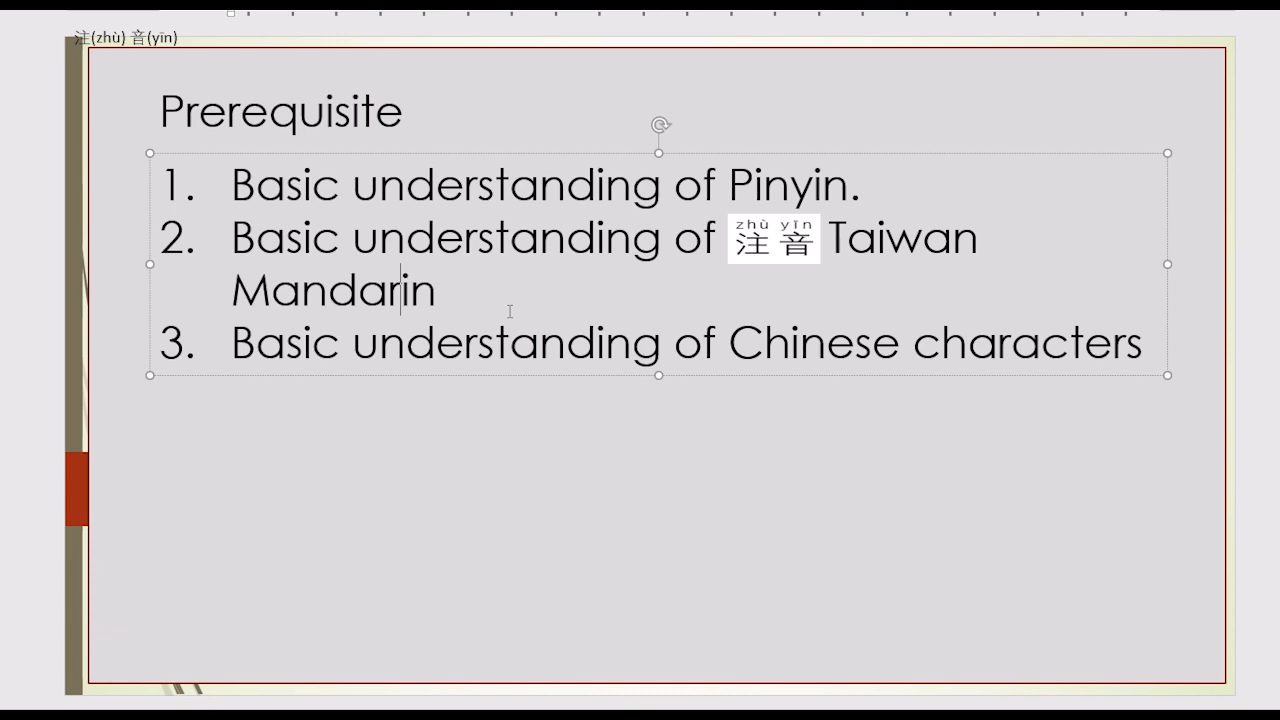 注(zhù) 音(yīn)
Prerequisite
1. Basic understanding of Pinyin.
zhù yīn
2. Basic understanding of 注 音 Taiwan
Mandarin
3. Basic understanding of Chinese characters